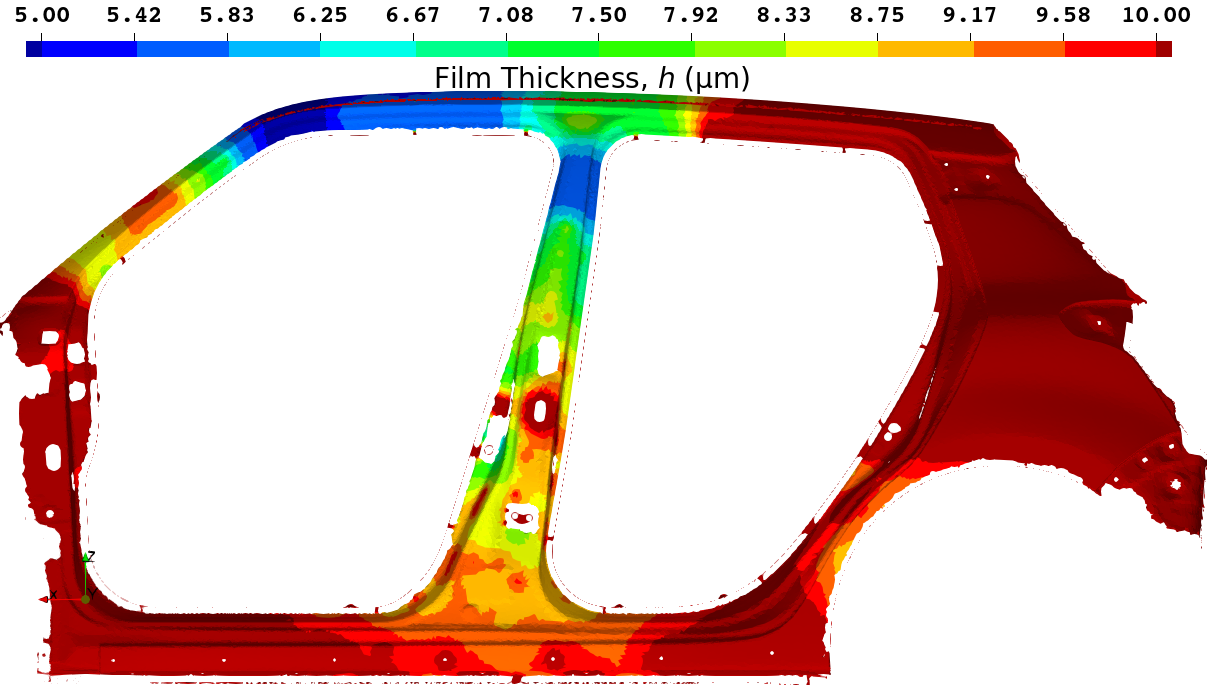 5.00 5.42 5.83 6.25 6.67 7.08 7.50 7.92 8.33 8.75 9.17 9.58 10.00
Film Thickness, h (μm)
Z
X Y